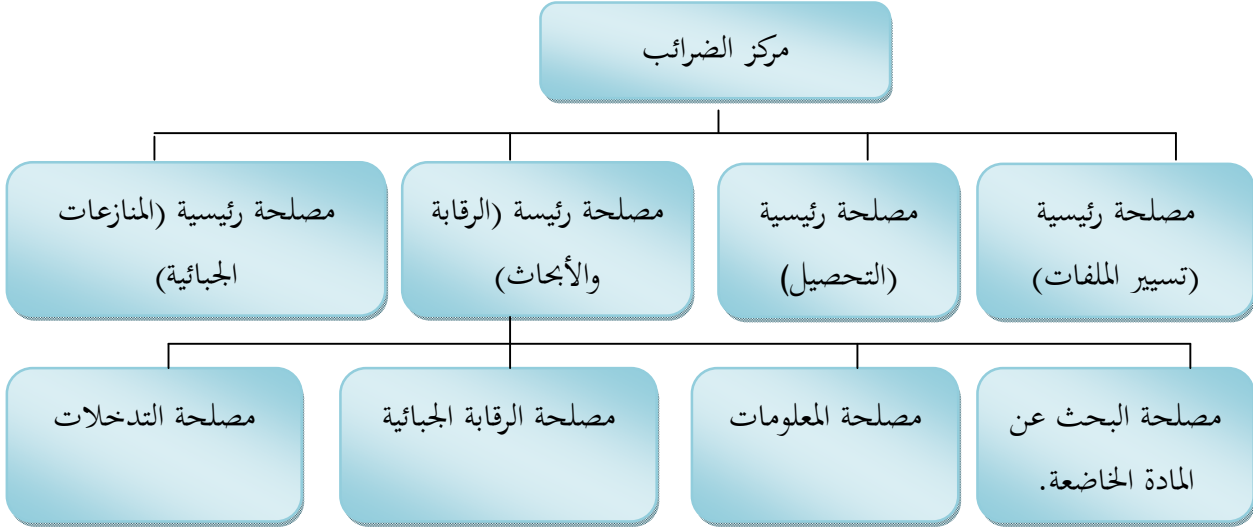 مركز الضرائب
مصلحة رئيسية
(تسيير الملفات)
مصلحة رئيسية
(التحصيل)
مصلحة رئيسة (الرقابة
والأبحاث)
مصلحة رئيسية (المنازعات
الجبائية)
مصلحة البحث عن
المادة الخاضعة.
مصلحة المعلومات
مصلحة الرقابة الجبائية
مصلحة التدخلات